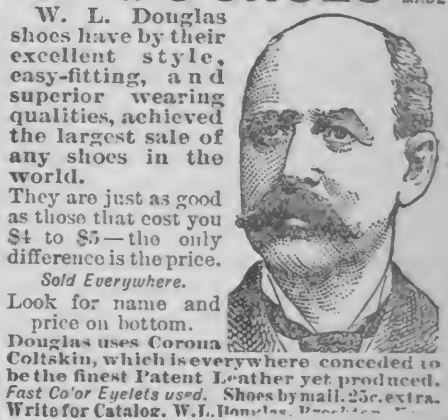 MADE
W. L. Douglas
shoes have by their
excellent style,
easy-fitting, and
superior wearing
qualities, achieved
the largest sale of
any shoes in the
world.
They are just as good
as those that cost you
$4 to $5—the only
difference is the price.
Sold Everywhere.
Look for name and
price on bottom.
Douglas uses Corona
Coltskin, which is everywhere conceded to
be the finest Patent Leather yet produced.
Fast Co'or Eyelets used. Shoes by mail. 25c. extra.
Write for Catalog. W.L.Douglas,